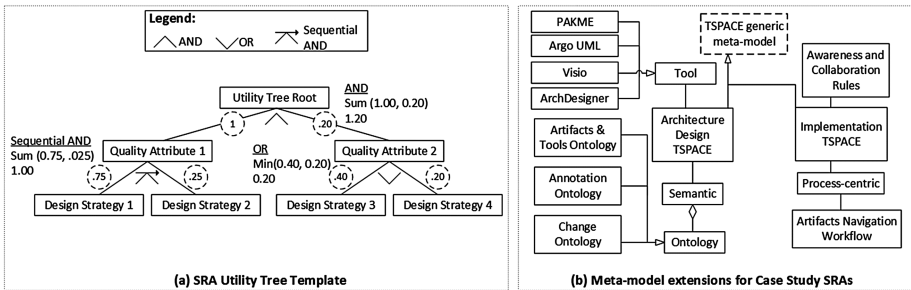 Legend:
AND
OR
Sequential
AND
Utility Tree Root
AND
Sum (1.00, 0.20)
1.20
1
.20
Sequential AND
Sum (0.75, .025)
1.00
Quality Attribute 1
OR
Min(0.40, 0.20)
0.20
Quality Attribute 2
.75
.25
.40
.20
Design Strategy 1
Design Strategy 2
Design Strategy 3
Design Strategy 4
(a) SRA Utility Tree Template
PAKME
Argo UML
Visio
ArchDesigner
Tool
TSPACE generic
meta-model
Awareness and
Collaboration
Rules
Artifacts &
Tools Ontology
Annotation
Ontology
Change
Ontology
Architecture
Design
TSPACE
Semantic
Ontology
Implementation
TSPACE
Process-centric
Artifacts Navigation
Workflow
(b) Meta-model extensions for Case Study SRAs